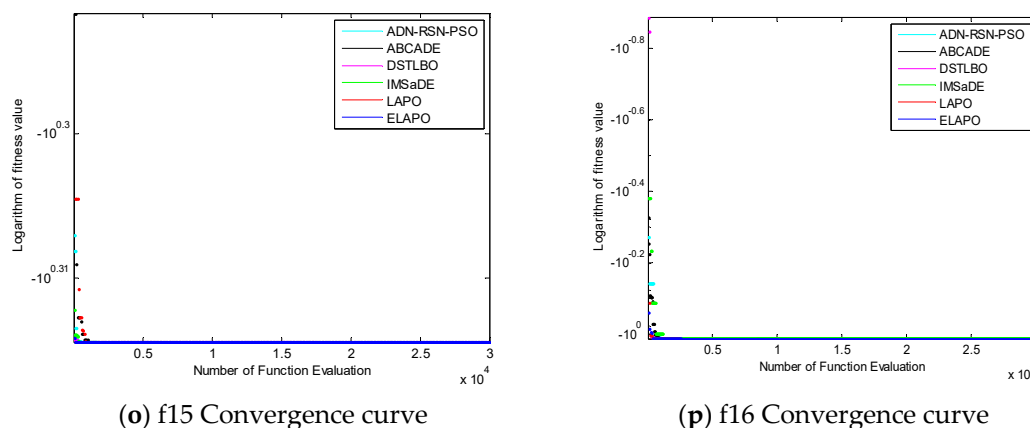 ADN-RSN-PSO
ABCADE
DSTLBO
IMSaDE
LAPO
ELAPO
Logarithm of fitness value
-10^0.3
-10^0.31
0.5
1
1.5
2
2.5
3
x 10^4
Number of Function Evaluation
(o) f15 Convergence curve
ADN-RSN-PSO
ABCADE
DSTLBO
IMSaDE
LAPO
ELAPO
Logarithm of fitness value
-10^-0.8
-10^-0.6
-10^-0.4
-10^-0.2
-10^0
0.5
1
1.5
2
2.5
x 10
Number of Function Evaluation
(p) f16 Convergence curve